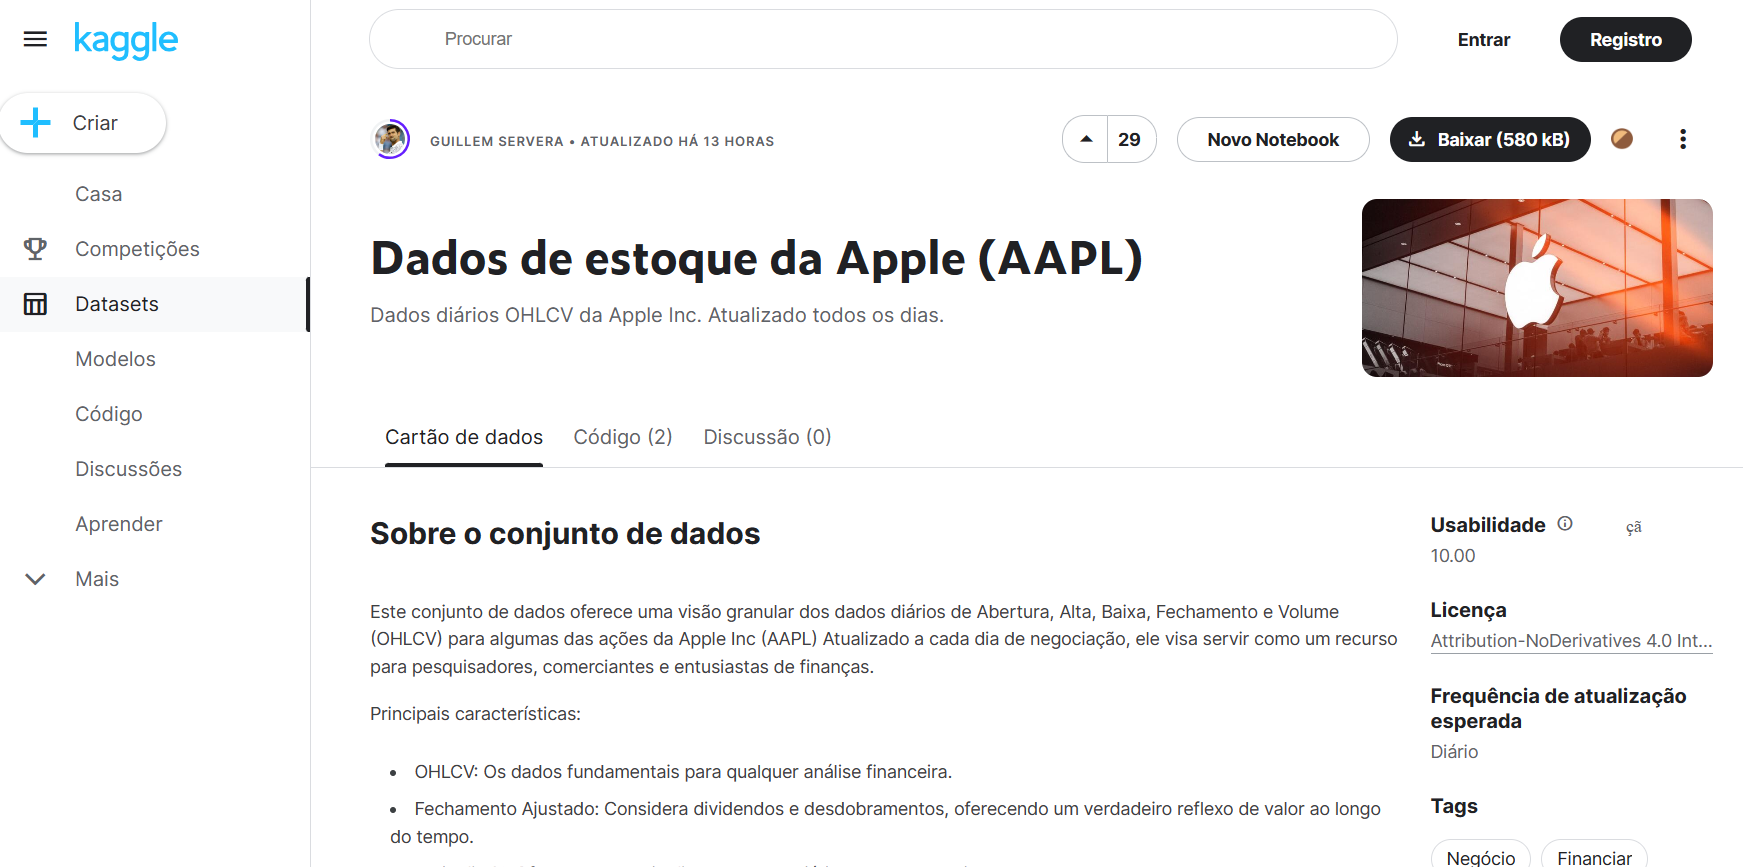 kaggle
Procurar
Entrar
Registro
Criar
Casa
Competições
Datasets
Modelos
Código
Discussões
Aprender
Mais
GUILLEM SERVERA • ATUALIZADO HÁ 13 HORAS
29
Novo Notebook
Baixar (580 kB)
Dados de estoque da Apple (AAPL)
Dados diários OHLCV da Apple Inc. Atualizado todos os dias.
Cartão de dados
Código (2)
Discussão (0)
Sobre o conjunto de dados
Este conjunto de dados oferece uma visão granular dos dados diários de Abertura, Alta, Baixa, Fechamento e Volume
(OHLCV) para algumas das ações da Apple Inc (AAPL) Atualizado a cada dia de negociação, ele visa servir como um recurso
para pesquisadores, comerciantes e entusiastas de finanças.
Principais características:
• OHLCV: Os dados fundamentais para qualquer análise financeira.
• Fechamento Ajustado: Considera dividendos e desdobramentos, oferecendo um verdadeiro reflexo de valor ao longo
do tempo.
Usabilidade
çã
10.00
Licença
Attribution-NoDerivatives 4.0 Int...
Frequência de atualização
esperada
Diário
Tags
Negócio
Financiar